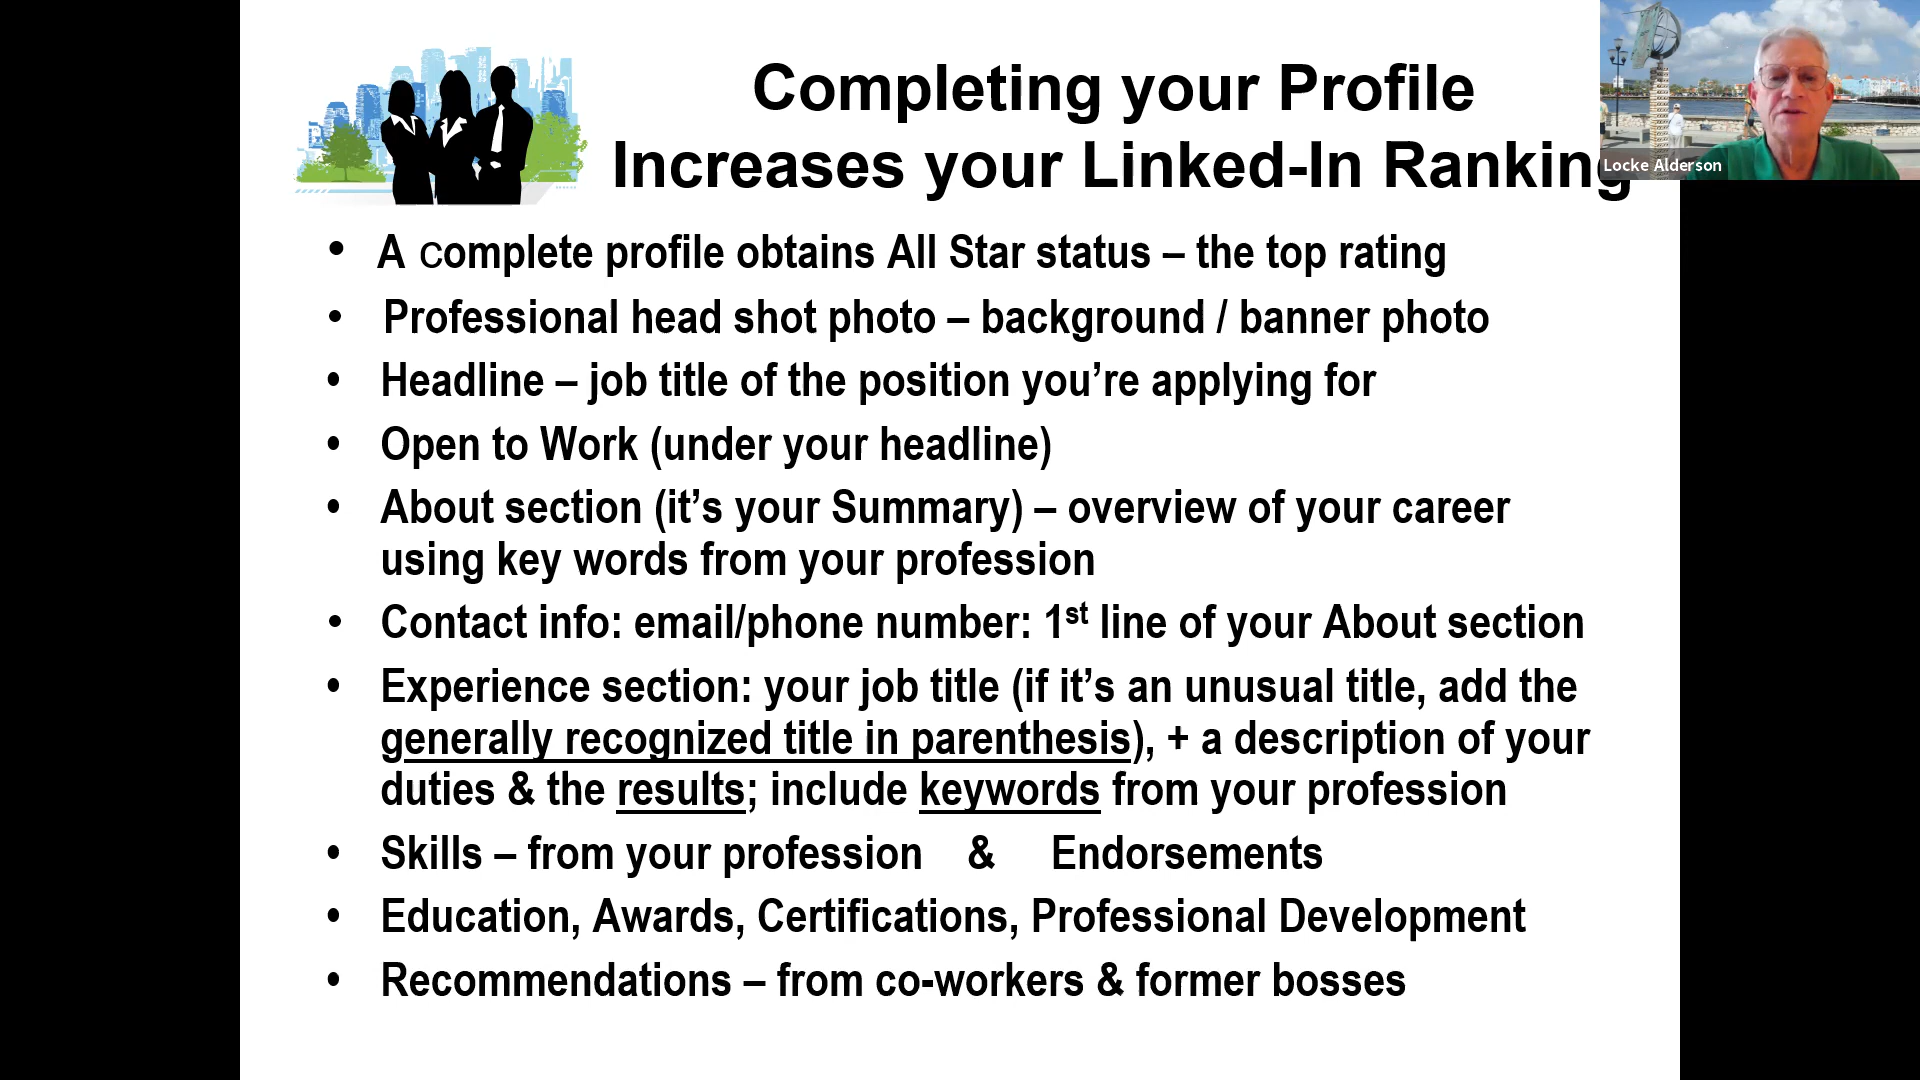 Completing your Profile
Increases your Linked-In Ranking
Locke Alderson
• A complete profile obtains All Star status – the top rating
• Professional head shot photo – background / banner photo
• Headline – job title of the position you’re applying for
• Open to Work (under your headline)
• About section (it’s your Summary) – overview of your career
using key words from your profession
• Contact info: email/phone number: 1st line of your About section
• Experience section: your job title (if it’s an unusual title, add the
generally recognized title in parenthesis), + a description of your
duties & the results; include keywords from your profession
• Skills – from your profession & Endorsements
• Education, Awards, Certifications, Professional Development
• Recommendations – from co-workers & former bosses